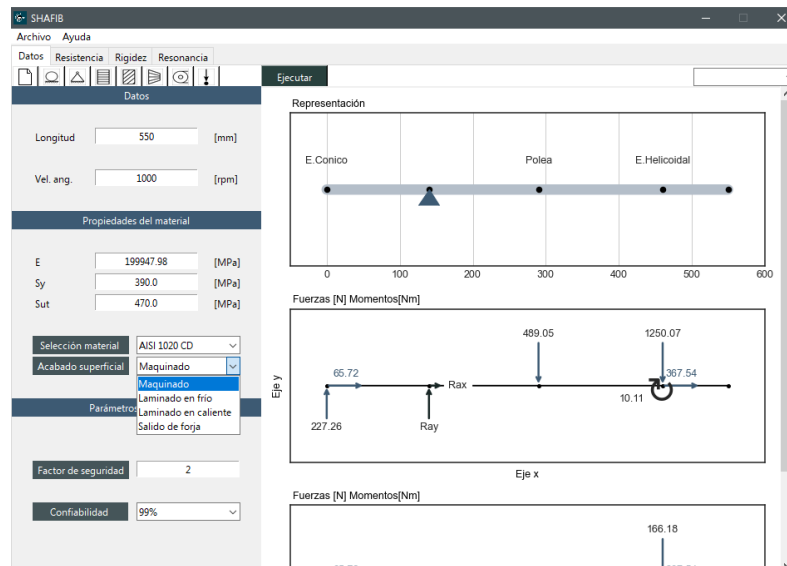 SHAFIB
Archivo Ayuda
Datos Resistencia Rigidez Resonancia
Ejecutar
Datos
Longitud 550 [mm]
Vel. ang. 1000 [rpm]
Propiedades del material
E 199947.98 [MPa]
Sy 390.0 [MPa]
Sut 470.0 [MPa]
Selección material AISI 1020 CD
Acabado superficial Maquinado
Maquinado
Laminado en frío
Laminado en caliente
Salido de forja
Parámetros
Factor de seguridad 2
Confiabilidad 99%
Representación
E.Conico Polea E.Helicoidal
0 100 200 300 400 500 600
Fuerzas [N] Momentos[Nm]
489.05 1250.07
65.72 Rax 367.54
10.11
227.26 Ray
Eje y
Eje x
Fuerzas [N] Momentos[Nm]
166.18